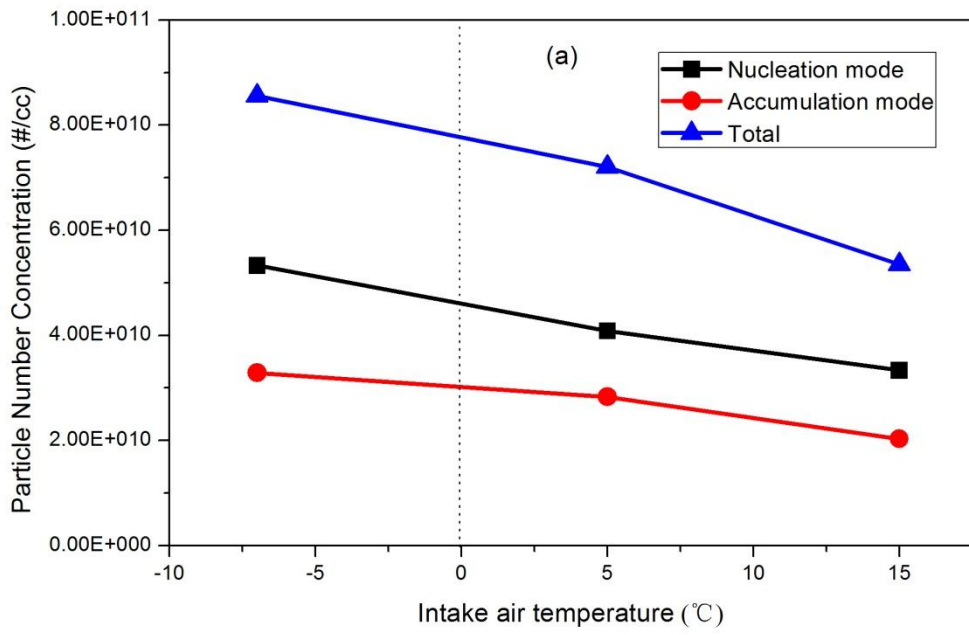 1.00E+011
(a)
Nucleation mode
Accumulation mode
Total
8.00E+010
6.00E+010
4.00E+010
2.00E+010
0.00E+000
Particle Number Concentration (#/cc)
-10
-5
0
5
10
15
Intake air temperature (℃)